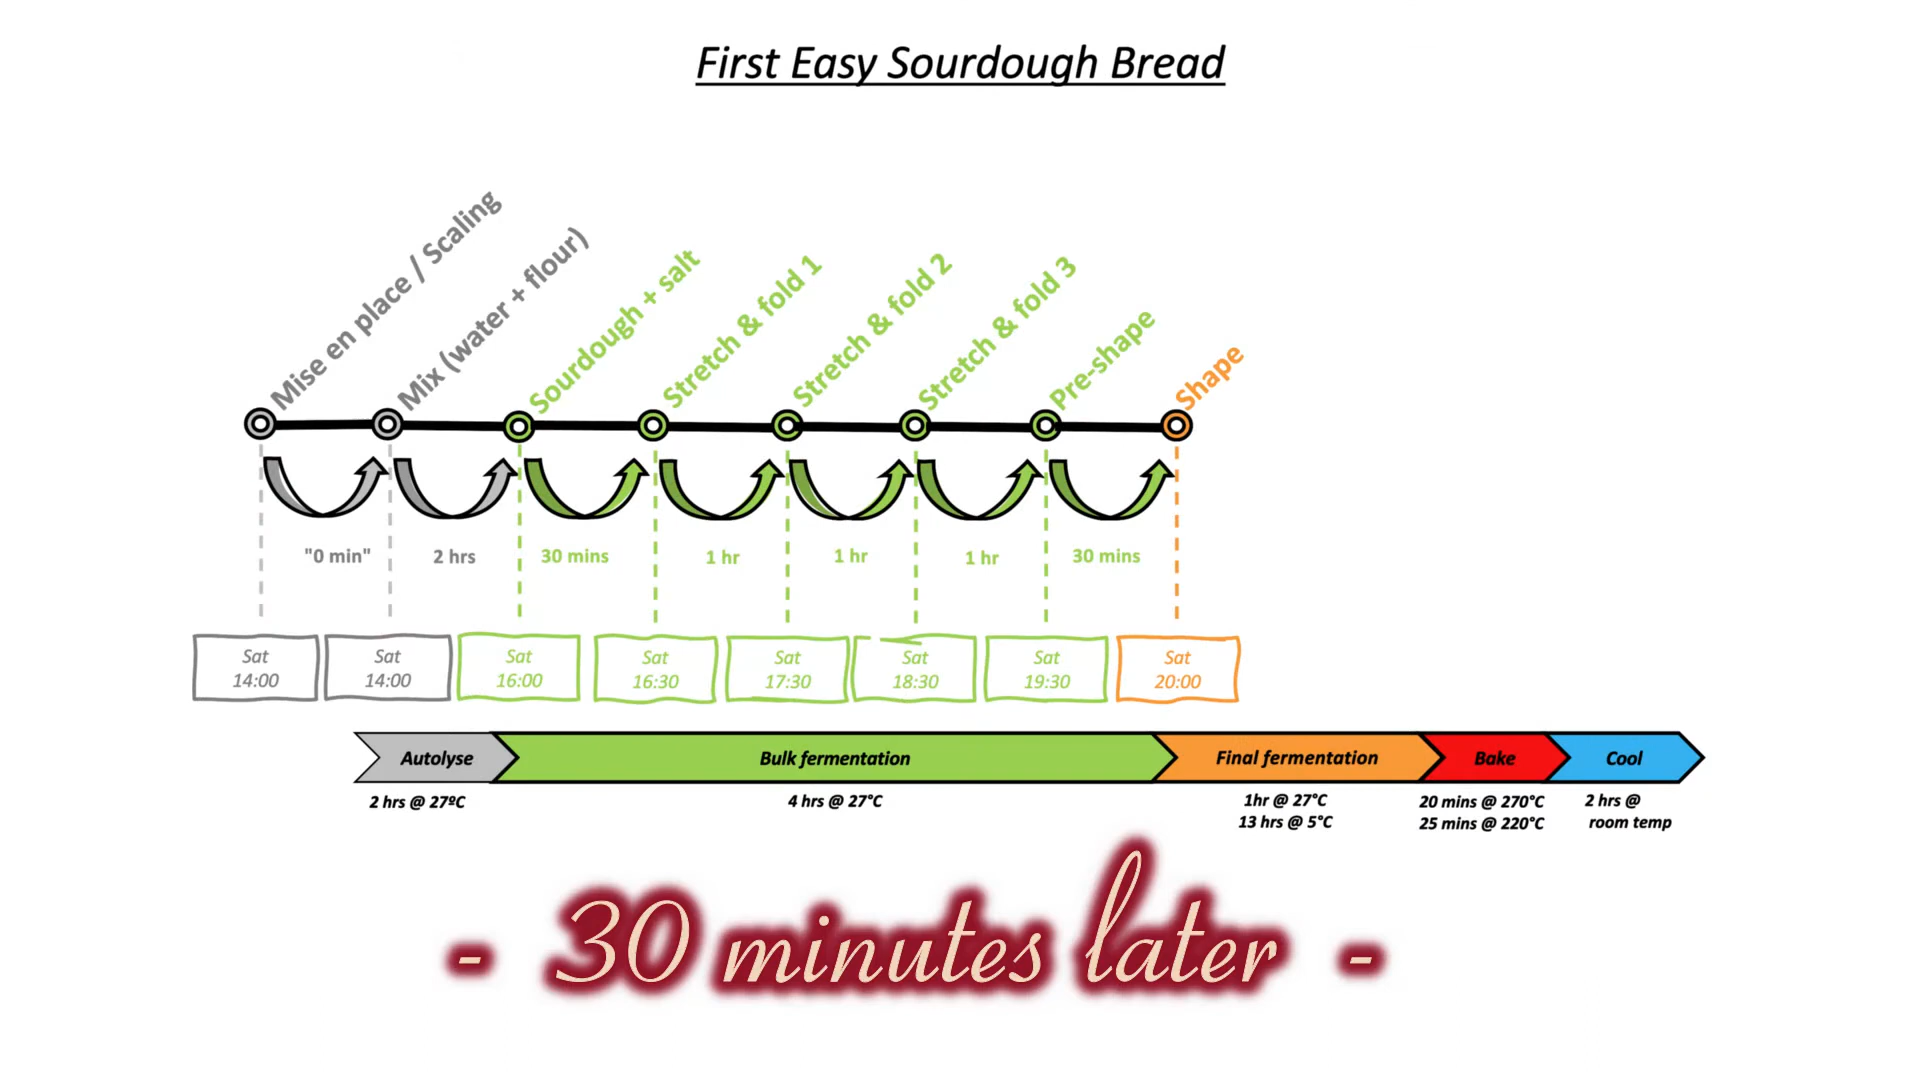 First Easy Sourdough Bread
Mise en place / Scaling
Mix (water + flour)
Sourdough + salt
Stretch & fold 1
Stretch & fold 2
Stretch & fold 3
Pre-shape
Shape
"0 min"
2 hrs
30 mins
1 hr
1 hr
1 hr
30 mins
Sat
14:00
Sat
14:00
Sat
16:00
Sat
16:30
Sat
17:30
Sat
18:30
Sat
19:30
Sat
20:00
Autolyse
Bulk fermentation
Final fermentation
Bake
Cool
2 hrs @ 27ºC
4 hrs @ 27°C
1hr @ 27°C
13 hrs @ 5°C
20 mins @ 270°C
25 mins @ 220°C
2 hrs @
room temp
- 30 minutes later -